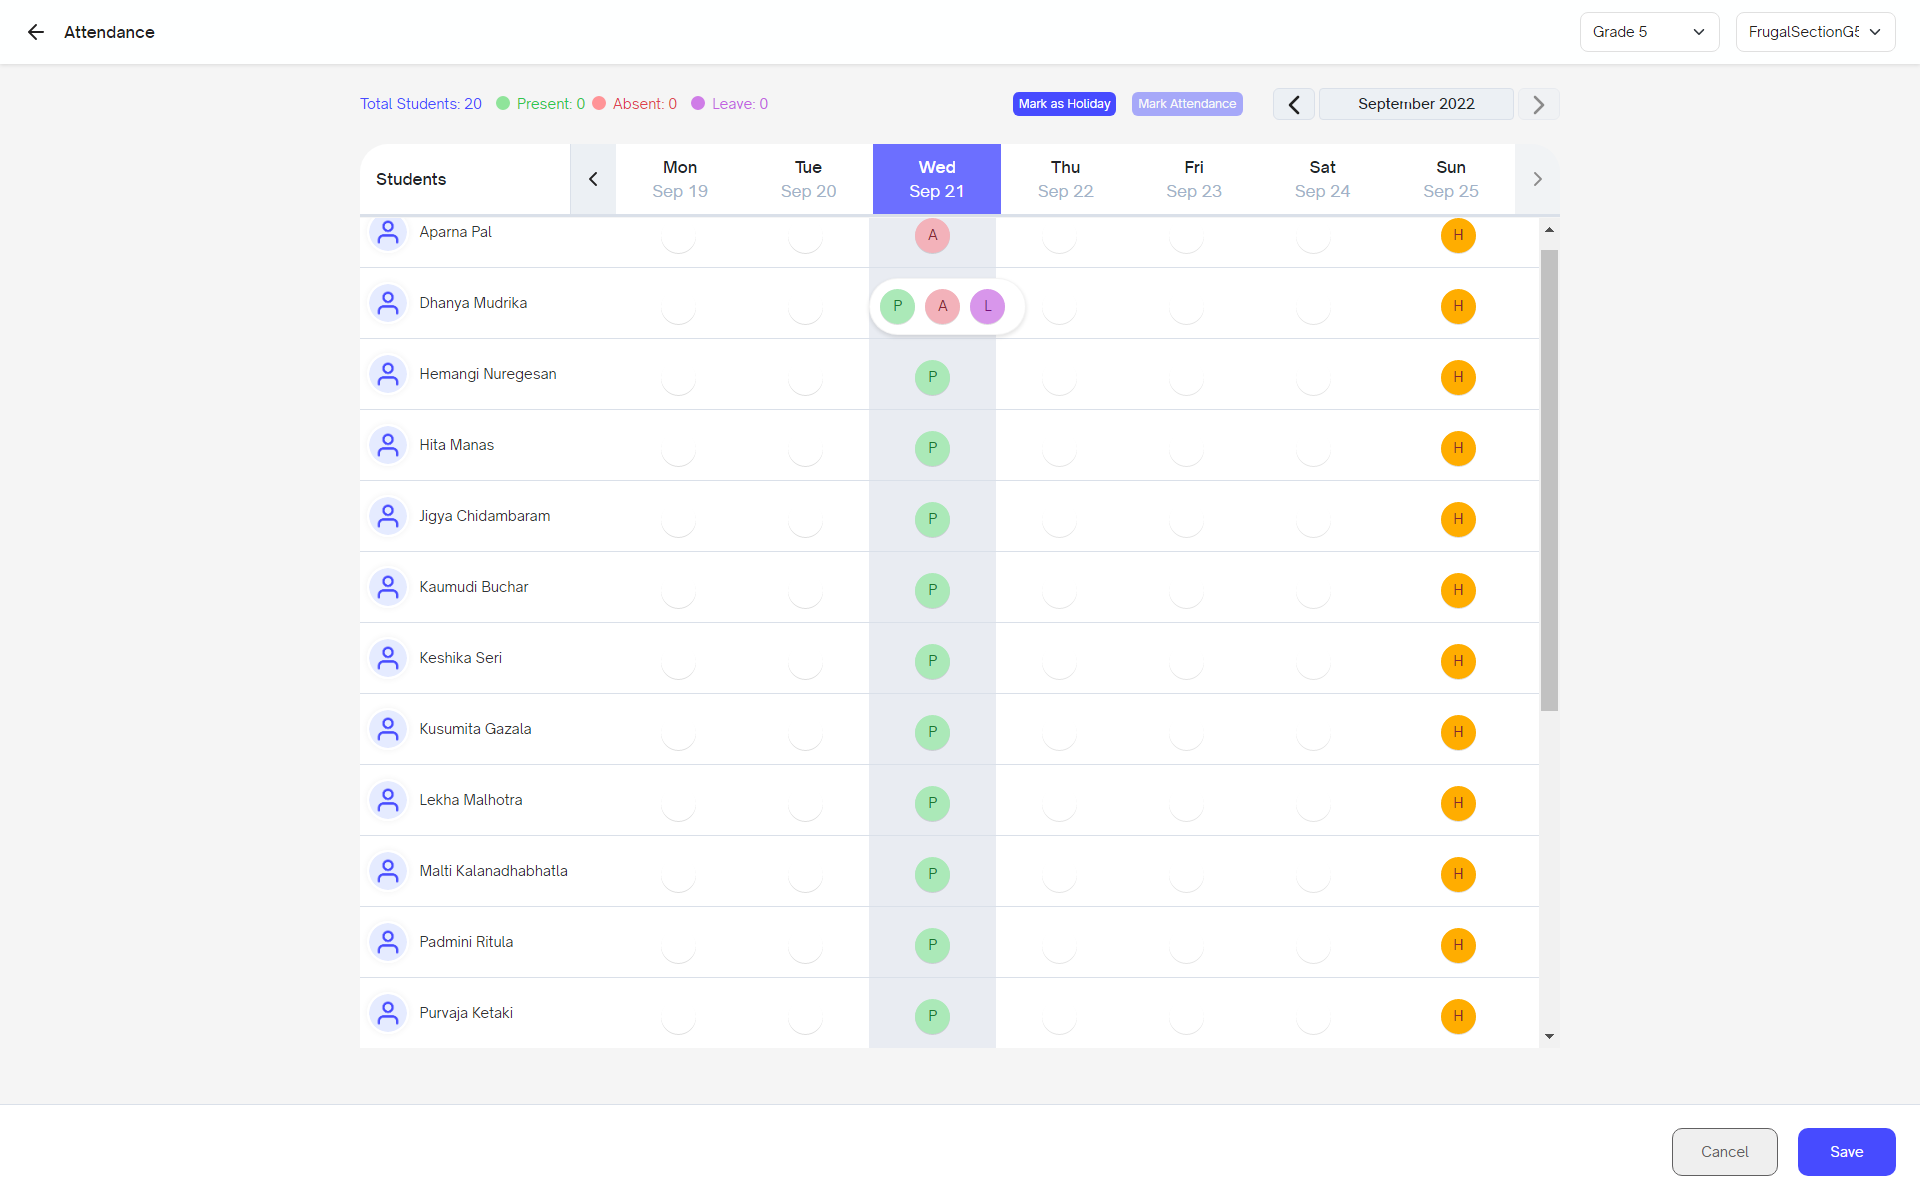 Attendance
Grade 5
FrugalSectionG5
Total Students: 20 Present: 0 Absent: 0 Leave: 0
Mark as Holiday
Mark Attendance
September 2022
Students
Mon Tue Wed Thu Fri Sat Sun
Sep 19 Sep 20 Sep 21 Sep 22 Sep 23 Sep 24 Sep 25
Aparna Pal A H
Dhanya Mudrika P A L H
Hemangi Nuregesan P H
Hita Manas P H
Jigya Chidambaram P H
Kaumudi Buchar P H
Keshika Seri P H
Kusumita Gazala P H
Lekha Malhotra P H
Malti Kalanadhabhatla P H
Padmini Ritula P H
Purvaja Ketaki P H
Cancel
Save